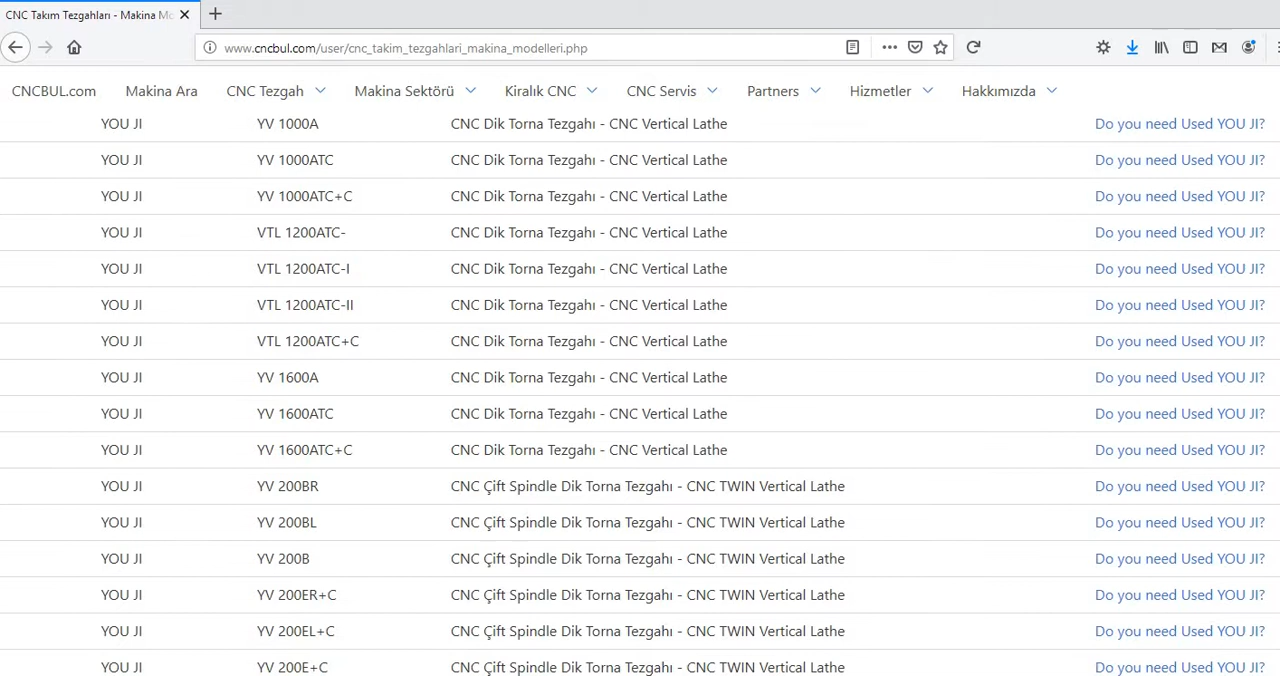 CNC Takım Tezgahları - Makina Mo
www.cncbul.com/user/cnc_takim_tezgahlari_makina_modelleri.php
CNCBUL.com Makina Ara CNC Tezgah Makina Sektörü Kiralık CNC CNC Servis Partners Hizmetler Hakkımızda
YOU JI YV 1000A CNC Dik Torna Tezgahı - CNC Vertical Lathe Do you need Used YOU JI?
YOU JI YV 1000ATC CNC Dik Torna Tezgahı - CNC Vertical Lathe Do you need Used YOU JI?
YOU JI YV 1000ATC+C CNC Dik Torna Tezgahı - CNC Vertical Lathe Do you need Used YOU JI?
YOU JI VTL 1200ATC- CNC Dik Torna Tezgahı - CNC Vertical Lathe Do you need Used YOU JI?
YOU JI VTL 1200ATC-I CNC Dik Torna Tezgahı - CNC Vertical Lathe Do you need Used YOU JI?
YOU JI VTL 1200ATC-II CNC Dik Torna Tezgahı - CNC Vertical Lathe Do you need Used YOU JI?
YOU JI VTL 1200ATC+C CNC Dik Torna Tezgahı - CNC Vertical Lathe Do you need Used YOU JI?
YOU JI YV 1600A CNC Dik Torna Tezgahı - CNC Vertical Lathe Do you need Used YOU JI?
YOU JI YV 1600ATC CNC Dik Torna Tezgahı - CNC Vertical Lathe Do you need Used YOU JI?
YOU JI YV 1600ATC+C CNC Dik Torna Tezgahı - CNC Vertical Lathe Do you need Used YOU JI?
YOU JI YV 200BR CNC Çift Spindle Dik Torna Tezgahı - CNC TWIN Vertical Lathe Do you need Used YOU JI?
YOU JI YV 200BL CNC Çift Spindle Dik Torna Tezgahı - CNC TWIN Vertical Lathe Do you need Used YOU JI?
YOU JI YV 200B CNC Çift Spindle Dik Torna Tezgahı - CNC TWIN Vertical Lathe Do you need Used YOU JI?
YOU JI YV 200ER+C CNC Çift Spindle Dik Torna Tezgahı - CNC TWIN Vertical Lathe Do you need Used YOU JI?
YOU JI YV 200EL+C CNC Çift Spindle Dik Torna Tezgahı - CNC TWIN Vertical Lathe Do you need Used YOU JI?
YOU JI YV 200E+C CNC Çift Spindle Dik Torna Tezgahı - CNC TWIN Vertical Lathe Do you need Used YOU JI?